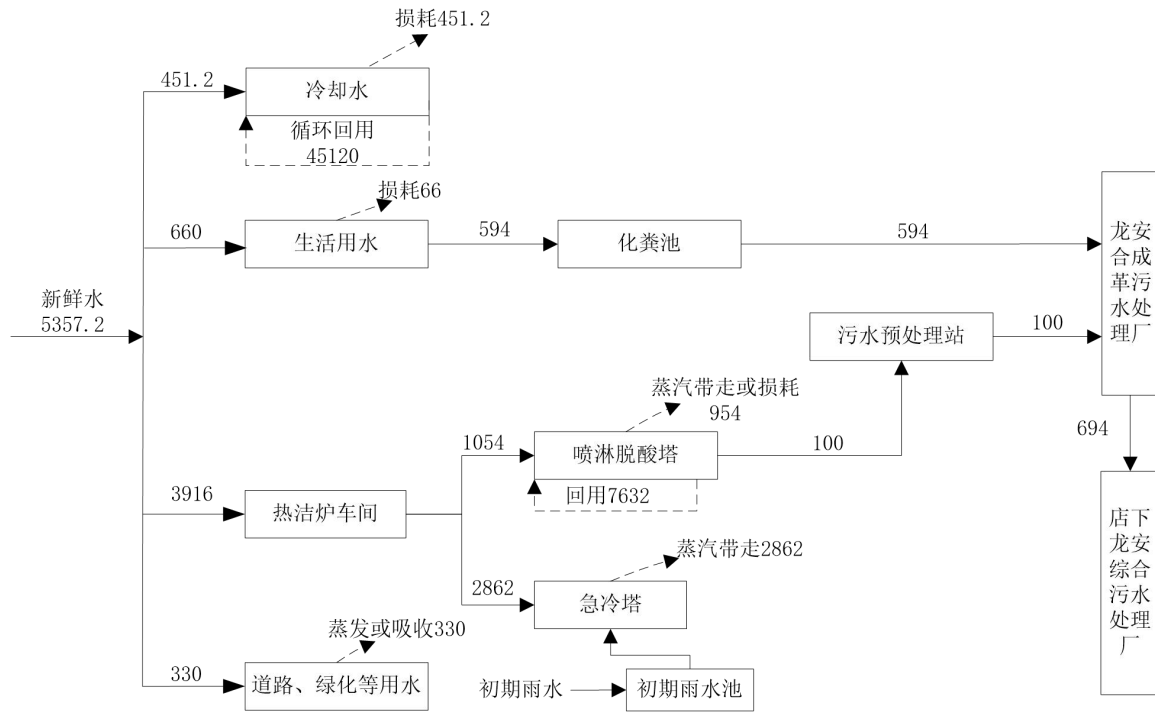 损耗451.2
451.2
冷却水
循环回用
45120
损耗66
660
生活用水
594
化粪池
594
龙安
合成
革污
水处
理厂
新鲜水
5357.2
污水预处理站
100
蒸汽带走或损耗
954
694
1054
喷淋脱酸塔
100
回用7632
3916
热洁炉车间
店下
龙安
综合
污水
处理
厂
蒸汽带走2862
2862
急冷塔
蒸发或吸收330
330
道路、绿化等用水
初期雨水
初期雨水池